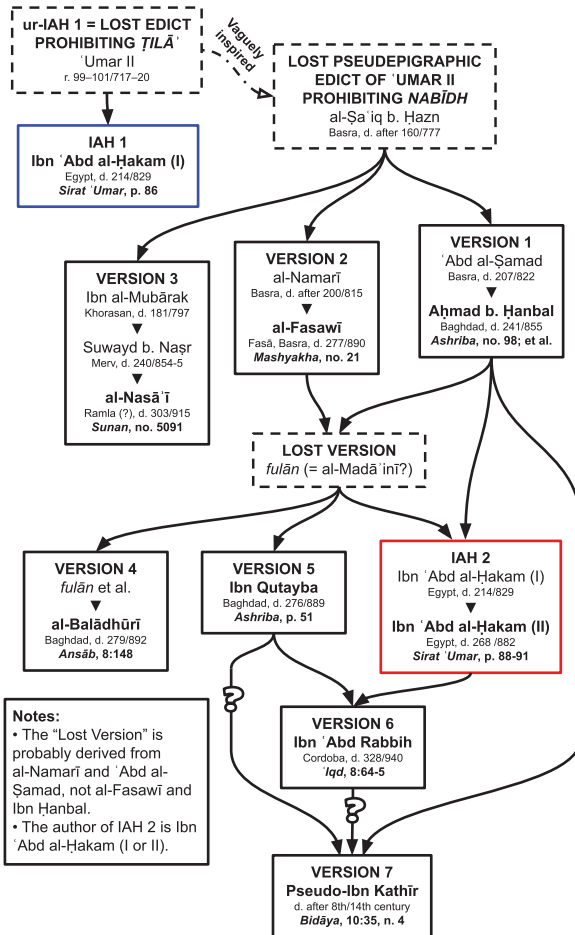 ur-IAH 1 = LOST EDICT
PROHIBITING ṬILĀʾ
ʿUmar II
r. 99–101/717–20
Vaguely
inspired
LOST PSEUDEPIGRAPHIC
EDICT OF ʿUMAR II
PROHIBITING NABĪDH
al-Ṣaʿiq b. Ḥazn
Basra, d. after 160/777
IAH 1
Ibn ʿAbd al-Ḥakam (I)
Egypt, d. 214/829
Sirat ʿUmar, p. 86
VERSION 3
Ibn al-Mubārak
Khorasan, d. 181/797
Suwayd b. Naṣr
Merv, d. 240/854-5
al-Nasāʾī
Ramla (?), d. 303/915
Sunan, no. 5091
VERSION 2
al-Namarī
Basra, d. after 200/815
al-Fasawī
Fasā, Basra, d. 277/890
Mashyakha, no. 21
VERSION 1
ʿAbd al-Ṣamad
Basra, d. 207/822
Aḥmad b. Ḥanbal
Baghdad, d. 241/855
Ashriba, no. 98; et al.
LOST VERSION
fulān (= al-Madāʾinī?)
VERSION 4
fulān et al.
al-Balādhūrī
Baghdad, d. 279/892
Ansāb, 8:148
VERSION 5
Ibn Qutayba
Baghdad, d. 276/889
Ashriba, p. 51
IAH 2
Ibn ʿAbd al-Ḥakam (I)
Egypt, d. 214/829
Ibn ʿAbd al-Ḥakam (II)
Egypt, d. 268 /882
Sirat ʿUmar, p. 88-91
?
VERSION 6
Ibn ʿAbd Rabbih
Cordoba, d. 328/940
ʿIqd, 8:64-5
?
Notes:
• The “Lost Version” is
probably derived from
al-Namarī and ʿAbd al-
Ṣamad, not al-Fasawī and
Ibn Ḥanbal.
• The author of IAH 2 is Ibn
ʿAbd al-Ḥakam (I or II).
VERSION 7
Pseudo-Ibn Kathīr
d. after 8th/14th century
Bidāya, 10:35, n. 4